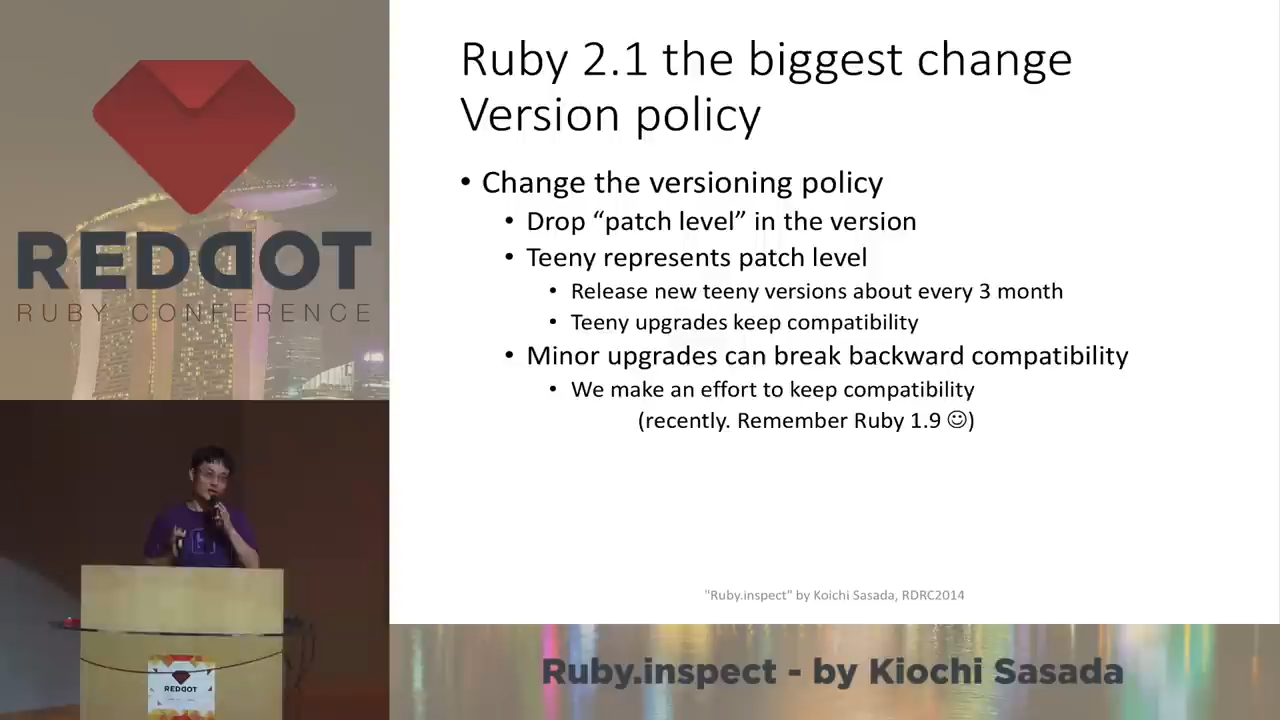 REDDOT
RUBY CONFERENCE
Ruby 2.1 the biggest change
Version policy
• Change the versioning policy
• Drop “patch level” in the version
• Teeny represents patch level
• Release new teeny versions about every 3 month
• Teeny upgrades keep compatibility
• Minor upgrades can break backward compatibility
• We make an effort to keep compatibility
(recently. Remember Ruby 1.9 ☺)
"Ruby.inspect" by Koichi Sasada, RDRC2014
REDDOT
Ruby.inspect - by Kiochi Sasada